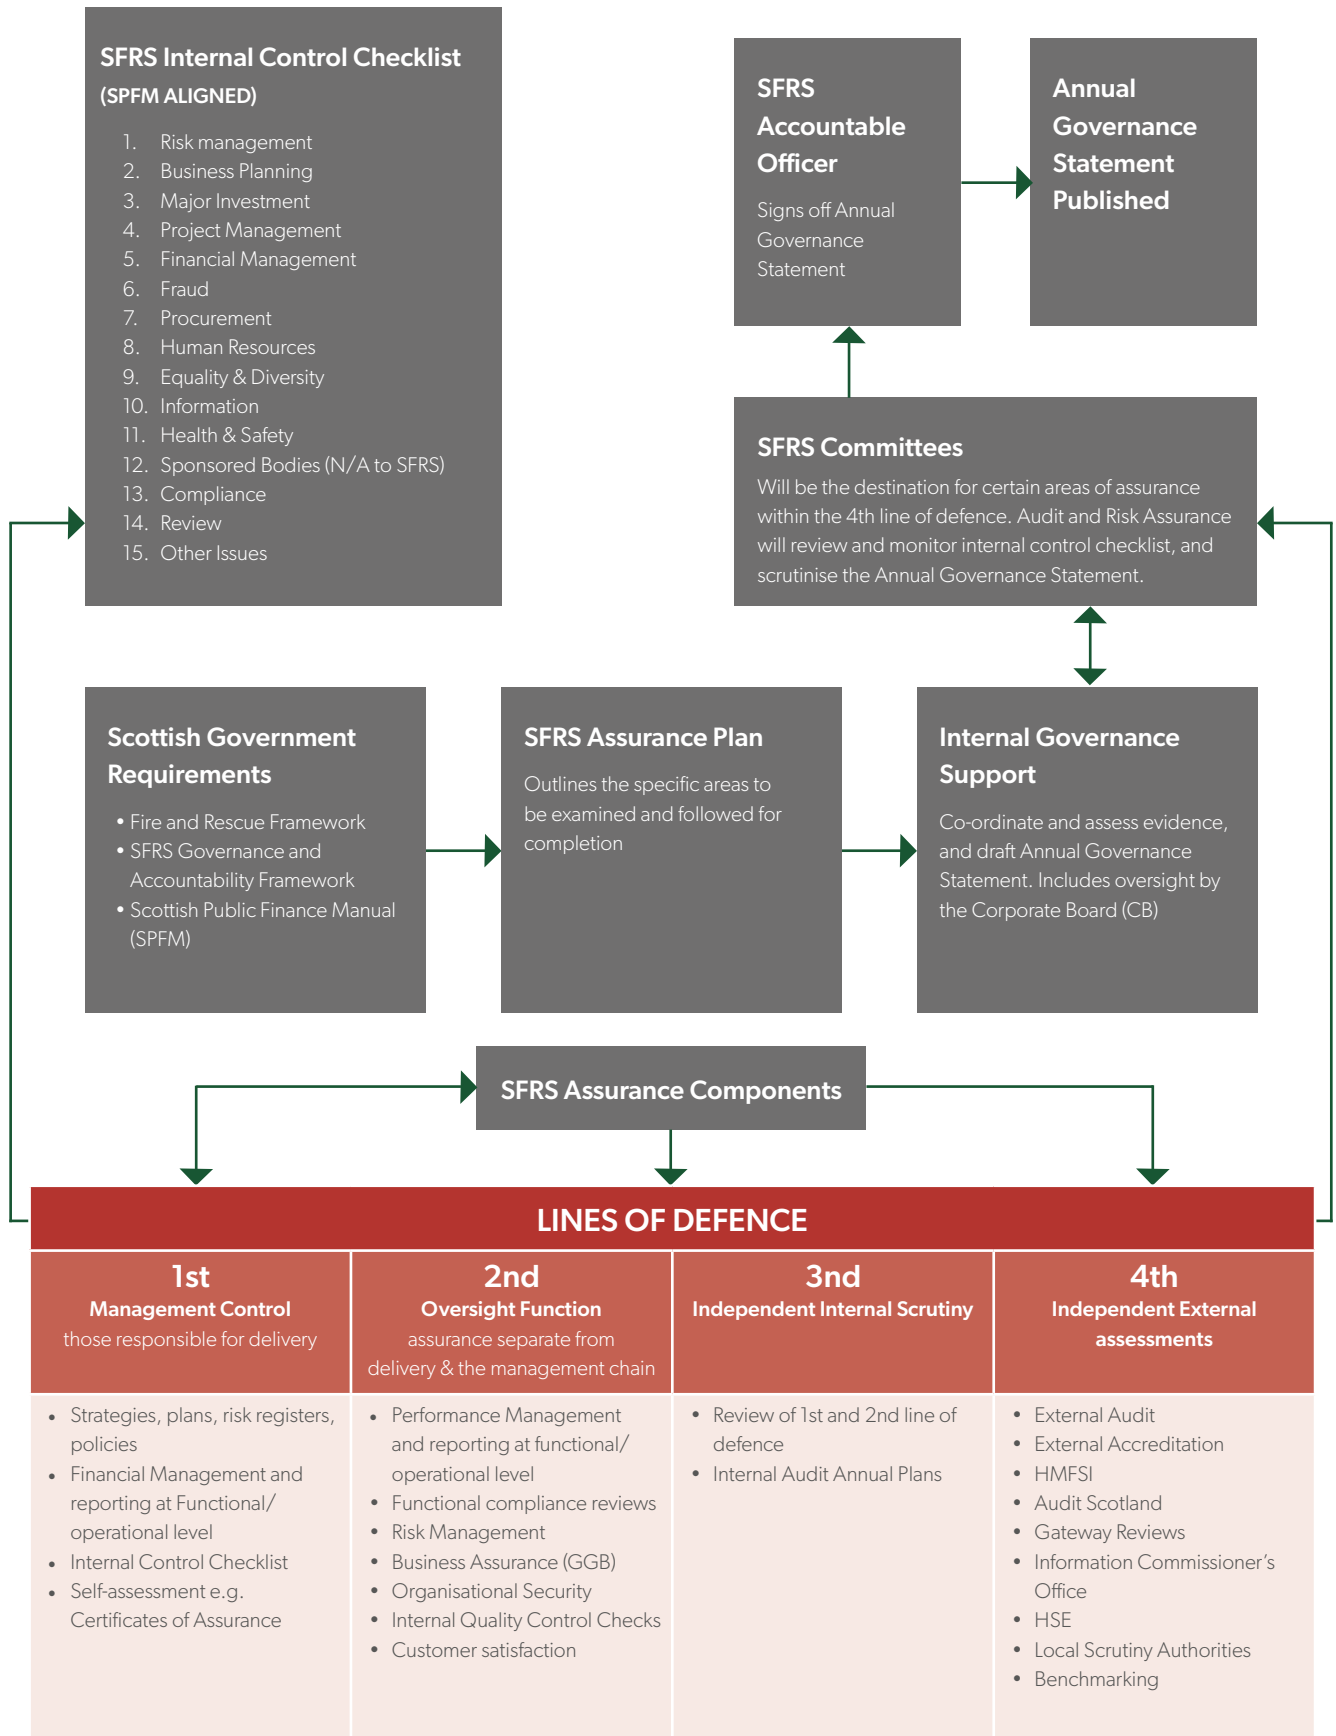 SFRS Internal Control Checklist
(SPFM ALIGNED)
1. Risk management
2. Business Planning
3. Major Investment
4. Project Management
5. Financial Management
6. Fraud
7. Procurement
8. Human Resources
9. Equality & Diversity
10. Information
11. Health & Safety
12. Sponsored Bodies (N/A to SFRS)
13. Compliance
14. Review
15. Other Issues
SFRS
Accountable
Officer
Signs off Annual
Governance
Statement
Annual
Governance
Statement
Published
SFRS Committees
Will be the destination for certain areas of assurance
within the 4th line of defence. Audit and Risk Assurance
will review and monitor internal control checklist, and
scrutinise the Annual Governance Statement.
Scottish Government
Requirements
• Fire and Rescue Framework
• SFRS Governance and
Accountability Framework
• Scottish Public Finance Manual
(SPFM)
SFRS Assurance Plan
Outlines the specific areas to
be examined and followed for
completion
Internal Governance
Support
Co-ordinate and assess evidence,
and draft Annual Governance
Statement. Includes oversight by
the Corporate Board (CB)
SFRS Assurance Components
LINES OF DEFENCE
1st
Management Control
those responsible for delivery
• Strategies, plans, risk registers,
policies
• Financial Management and
reporting at Functional/
operational level
• Internal Control Checklist
• Self-assessment e.g.
Certificates of Assurance
2nd
Oversight Function
assurance separate from
delivery & the management chain
• Performance Management
and reporting at functional/
operational level
• Functional compliance reviews
• Risk Management
• Business Assurance (GGB)
• Organisational Security
• Internal Quality Control Checks
• Customer satisfaction
3nd
Independent Internal Scrutiny
• Review of 1st and 2nd line of
defence
• Internal Audit Annual Plans
4th
Independent External
assessments
• External Audit
• External Accreditation
• HMFSI
• Audit Scotland
• Gateway Reviews
• Information Commissioner's
Office
• HSE
• Local Scrutiny Authorities
• Benchmarking